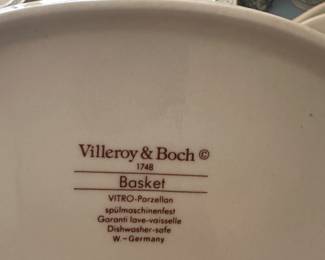 Villeroy & Boch ©
1748
Basket
VITRO-Porzellan
spülmaschinenfest
Garanti lave-vaisselle
Dishwasher-safe
W.-Germany